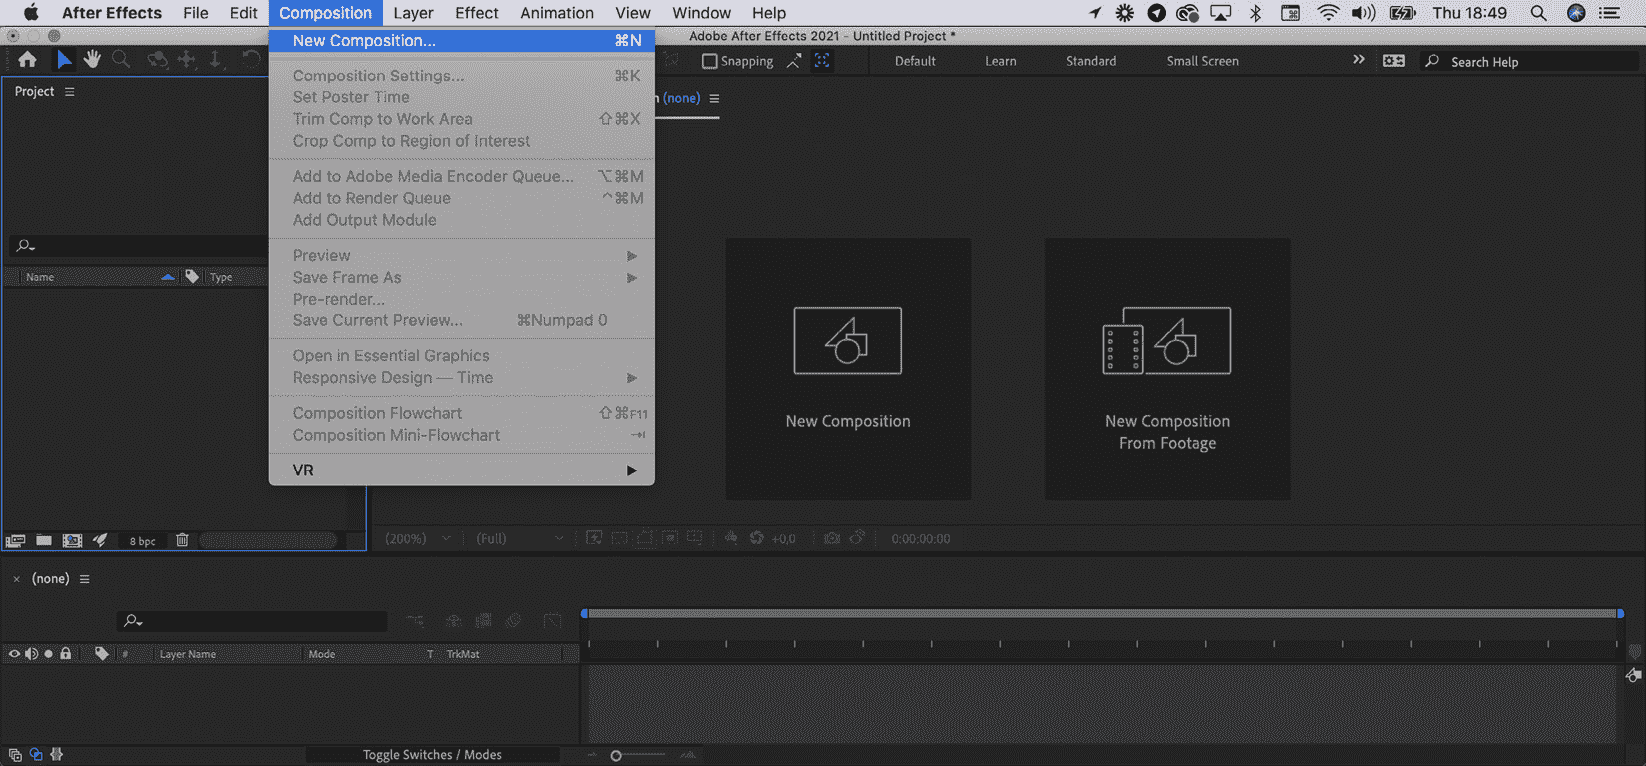 After Effects File Edit Composition Layer Effect Animation View Window Help Thu 18:49
Adobe After Effects 2021 - Untitled Project *
New Composition... ⌘N
Snapping Default Learn Standard Small Screen » Search Help
Composition Settings... ⌘K
Project
Set Poster Time
(none)
Trim Comp to Work Area ⇧⌘X
Crop Comp to Region of Interest
Add to Adobe Media Encoder Queue... ⌥⌘M
Add to Render Queue ^⌘M
Add Output Module
Preview
Name Type
Save Frame As
Pre-render...
Save Current Preview... ⌘Numpad 0
Open in Essential Graphics
Responsive Design — Time
Composition Flowchart ⇧⌘F11
Composition Mini-Flowchart
VR
New Composition
New Composition
From Footage
8 bpc (200%) (Full) +0,0 0:00:00:00
× (none)
# Layer Name Mode T TrkMat
Toggle Switches / Modes